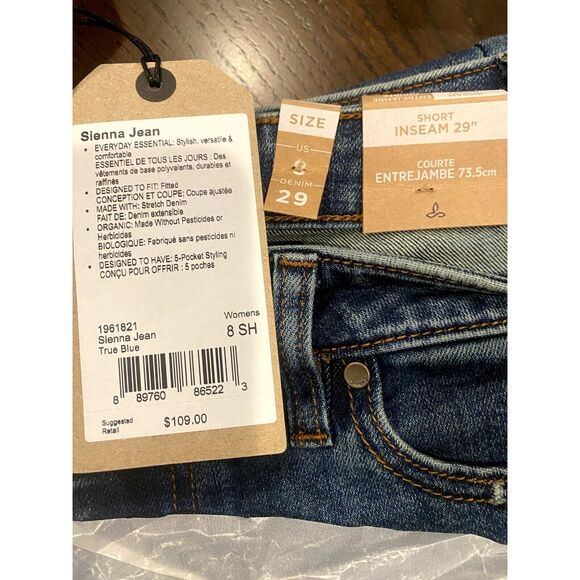 Sienna Jean
• EVERYDAY ESSENTIAL: Stylish, versatile &
comfortable
ESSENTIEL DE TOUS LES JOURS : Des
vêtements de base polyvalents, durables et
raffinés
• DESIGNED TO FIT: Fitted
CONCEPTION ET COUPE: Coupe ajustée
• MADE WITH: Stretch Denim
FAIT DE: Denim extensible
• ORGANIC: Made Without Pesticides or
Herbicides
BIOLOGIQUE: Fabriqué sans pesticides ni
herbicides
• DESIGNED TO HAVE: 5-Pocket Styling
CONÇU POUR OFFRIR : 5 poches
1961821
Sienna Jean
True Blue
Womens
8 SH
8 89760 86522 3
Suggested
Retail
$109.00
SIZE
US
8
DENIM
29
ENTREJAMBE
SHORT
INSEAM 29"
COURTE
ENTREJAMBE 73.5cm